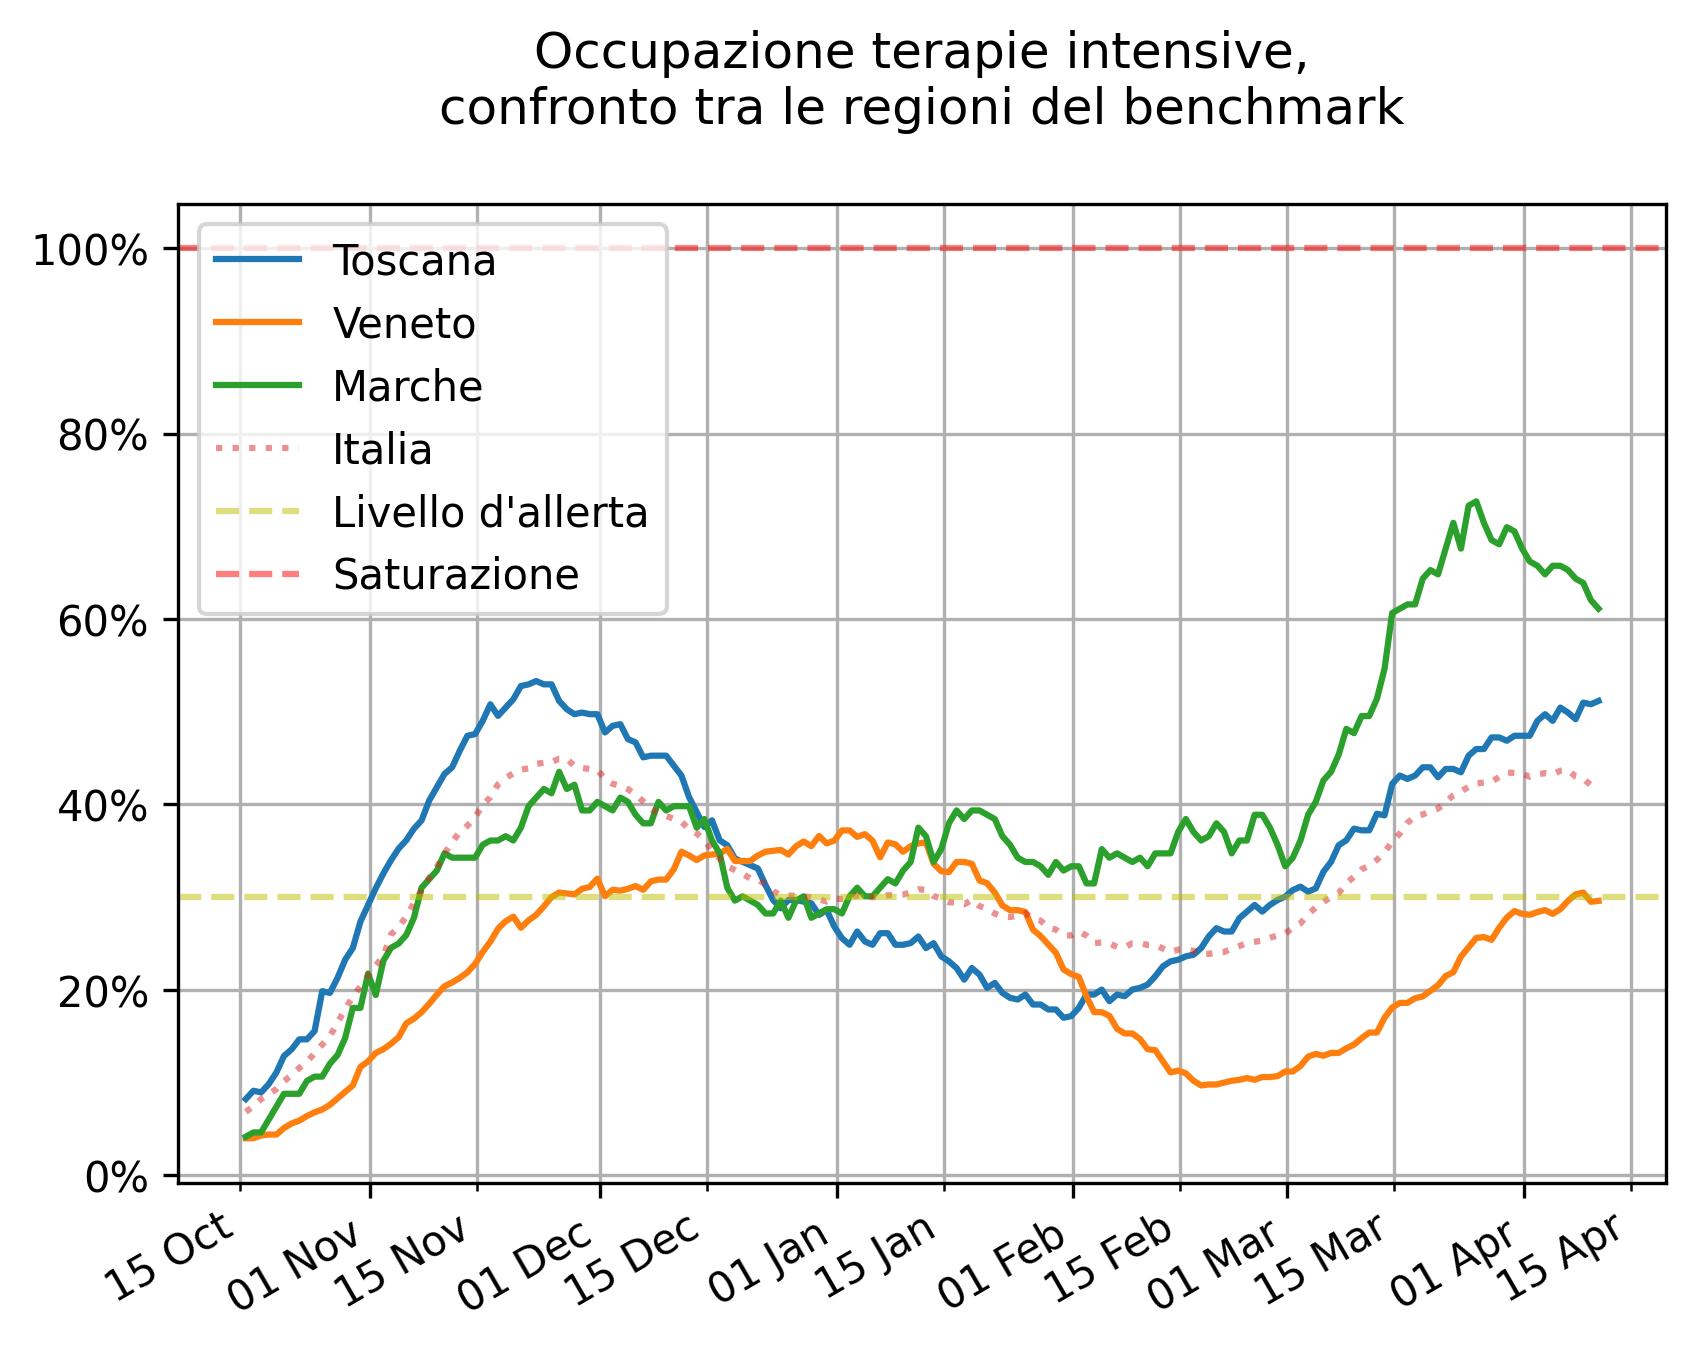 Occupazione terapie intensive,
confronto tra le regioni del benchmark
100%
80%
60%
40%
20%
0%
Toscana
Veneto
Marche
Italia
Livello d'allerta
Saturazione
15 Oct
01 Nov
15 Nov
01 Dec
15 Dec
01 Jan
15 Jan
01 Feb
15 Feb
01 Mar
15 Mar
01 Apr
15 Apr